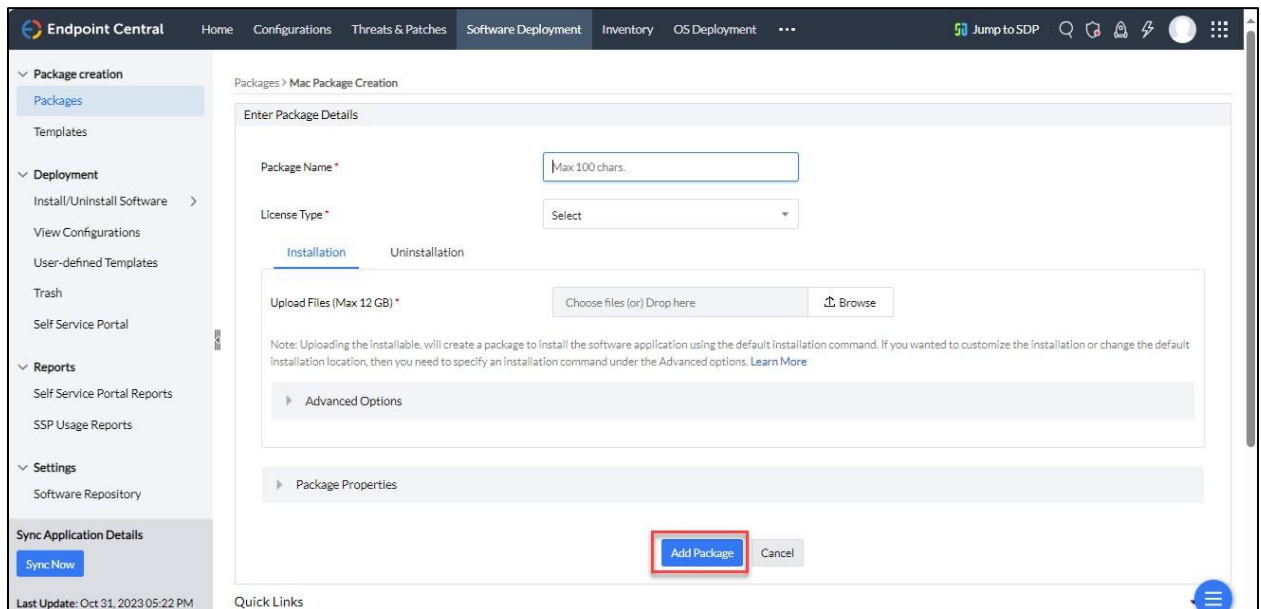 Endpoint Central
Home Configurations Threats & Patches Software Deployment Inventory OS Deployment ••• Jump to SDP
Package creation
Packages
Templates
Deployment
Install/Uninstall Software
View Configurations
User-defined Templates
Trash
Self Service Portal
Reports
Self Service Portal Reports
SSP Usage Reports
Settings
Software Repository
Sync Application Details
Sync Now
Last Update: Oct 31, 2023 05:22 PM
Packages > Mac Package Creation
Enter Package Details
Package Name * Max 100 chars.
License Type * Select
Installation Uninstallation
Upload Files (Max 12 GB) * Choose files (or) Drop here Browse
Note: Uploading the installable, will create a package to install the software application using the default installation command. If you wanted to customize the installation or change the default
installation location, then you need to specify an installation command under the Advanced options. Learn More
Advanced Options
Package Properties
Add Package Cancel
Quick Links